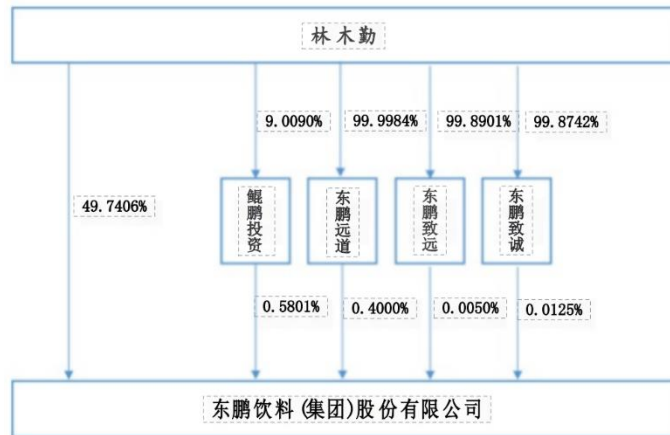 林木勤
9.0090%
99.9984%
99.8901%
99.8742%
49.7406%
鲲鹏投资
东鹏远道
东鹏致远
东鹏致诚
0.5801%
0.4000%
0.0050%
0.0125%
东鹏饮料(集团)股份有限公司